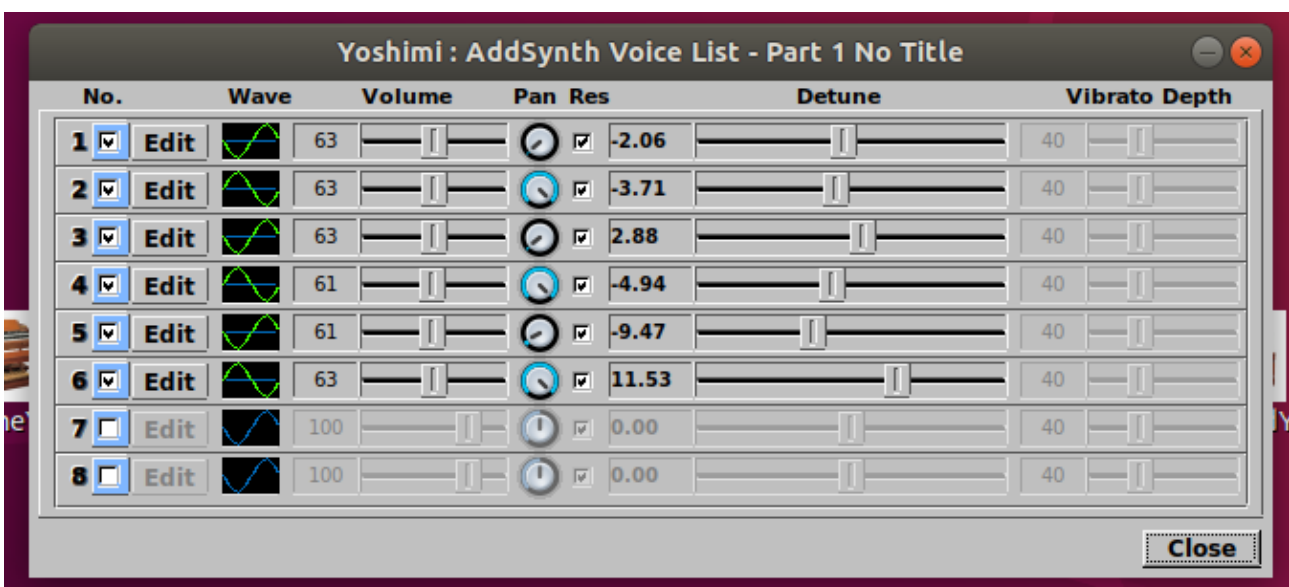 Yoshimi : AddSynth Voice List - Part 1 No Title
No. Wave Volume Pan Res Detune Vibrato Depth
1 Edit 63 -2.06 40
2 Edit 63 -3.71 40
3 Edit 63 2.88 40
4 Edit 61 -4.94 40
5 Edit 61 -9.47 40
6 Edit 63 11.53 40
7 Edit 100 0.00 40
8 Edit 100 0.00 40
Close